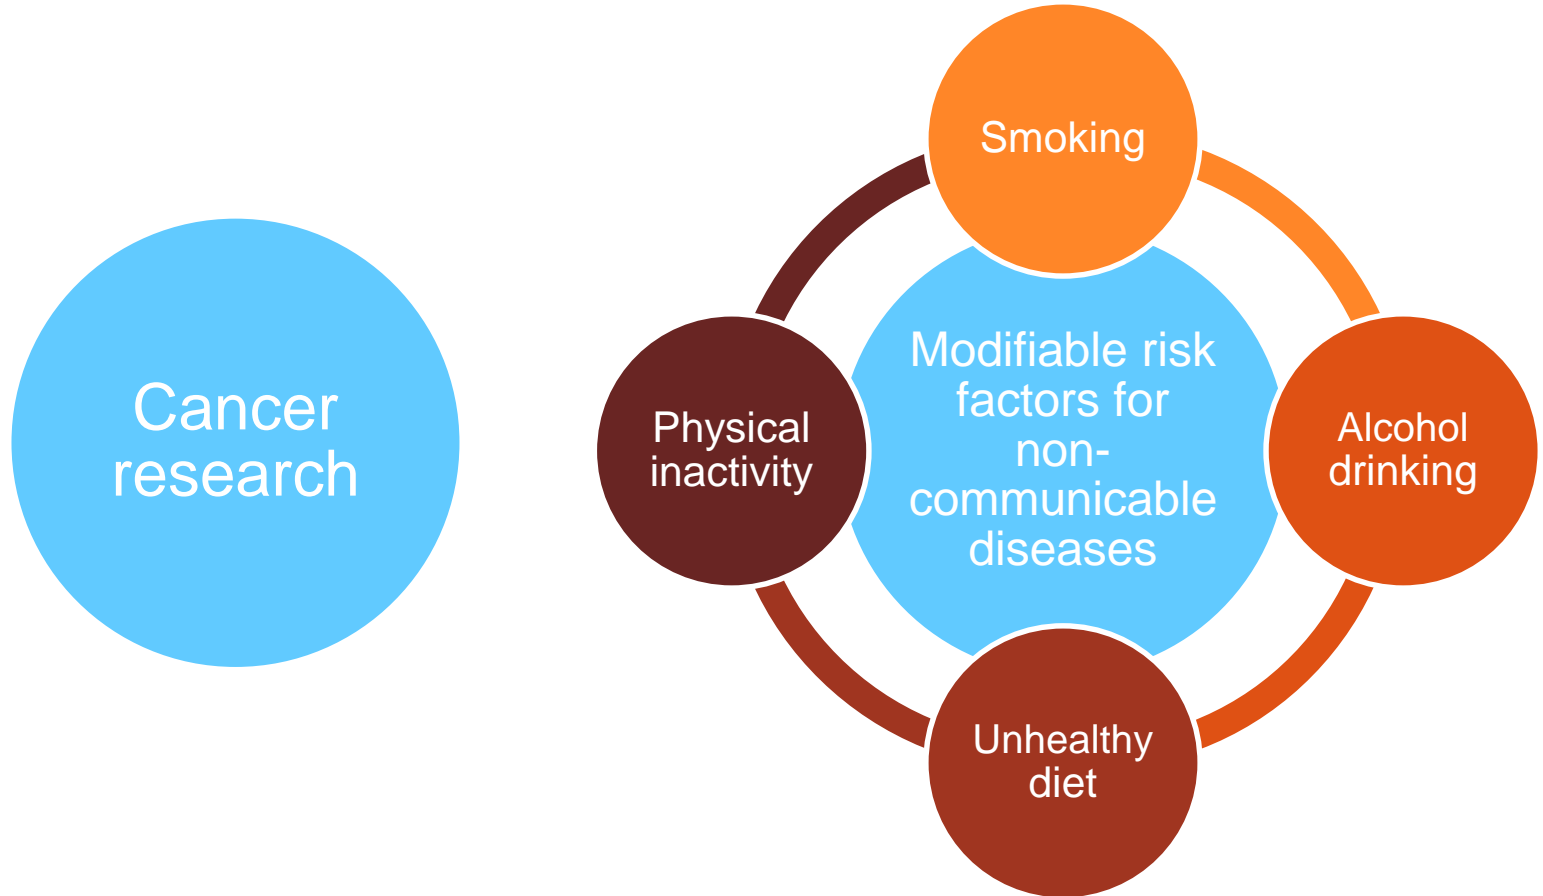 Cancer
research
Smoking
Modifiable risk
factors for
non-
communicable
diseases
Physical
inactivity
Alcohol
drinking
Unhealthy
diet